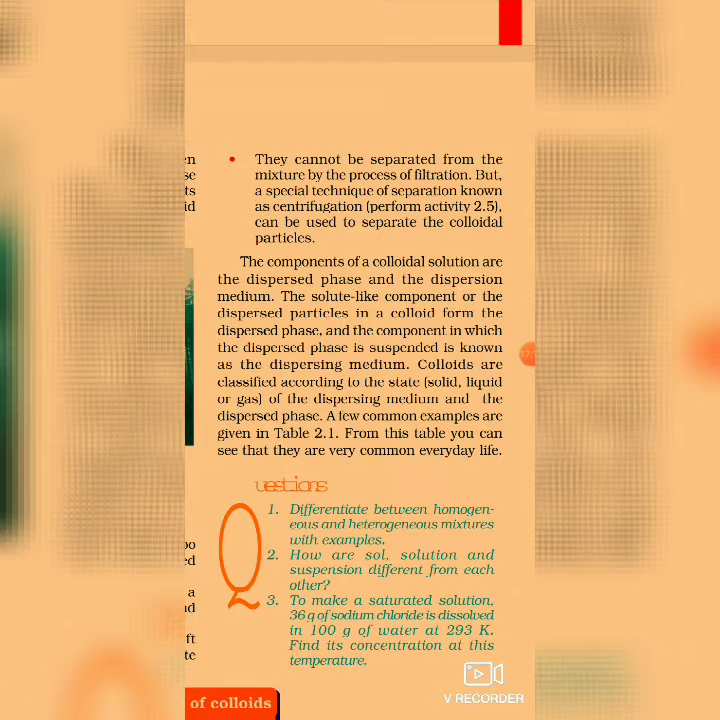 en
se
ts
id
• They cannot be separated from the
mixture by the process of filtration. But,
a special technique of separation known
as centrifugation (perform activity 2.5),
can be used to separate the colloidal
particles.
The components of a colloidal solution are
the dispersed phase and the dispersion
medium. The solute-like component or the
dispersed particles in a colloid form the
dispersed phase, and the component in which
the dispersed phase is suspended is known
as the dispersing medium. Colloids are
classified according to the state (solid, liquid
or gas) of the dispersing medium and the
dispersed phase. A few common examples are
given in Table 2.1. From this table you can
see that they are very common everyday life.
Questions
1. Differentiate between homogen-
eous and heterogeneous mixtures
with examples.
2. How are sol, solution and
suspension different from each
other?
3. To make a saturated solution,
36 g of sodium chloride is dissolved
in 100 g of water at 293 K.
Find its concentration at this
temperature.
ed
a
ft
te
of colloids
V RECORDER